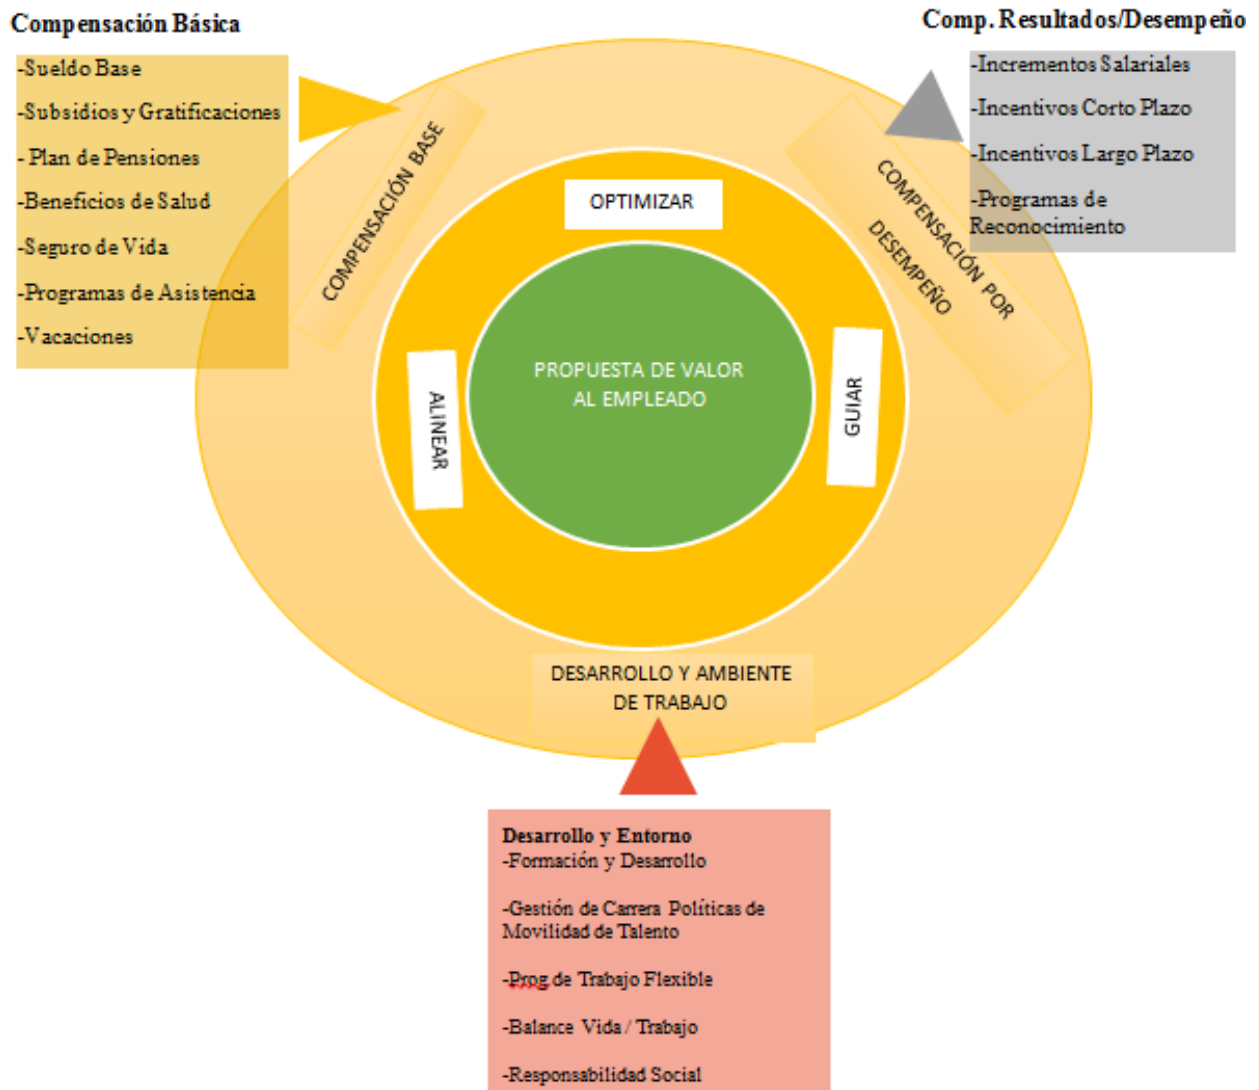 Compensación Básica
-Sueldo Base
-Subsidios y Gratificaciones
- Plan de Pensiones
-Beneficios de Salud
-Seguro de Vida
-Programas de Asistencia
-Vacaciones
Comp. Resultados/Desempeño
-Incrementos Salariales
-Incentivos Corto Plazo
-Incentivos Largo Plazo
-Programas de
Reconocimiento
COMPENSACIÓN BASE
COMPENSACIÓN POR
DESEMPEÑO
OPTIMIZAR
ALINEAR
GUIAR
PROPUESTA DE VALOR
AL EMPLEADO
DESARROLLO Y AMBIENTE
DE TRABAJO
Desarrollo y Entorno
-Formación y Desarrollo
-Gestión de Carrera Políticas de
Movilidad de Talento
-Prog.de Trabajo Flexible
-Balance Vida / Trabajo
-Responsabilidad Social